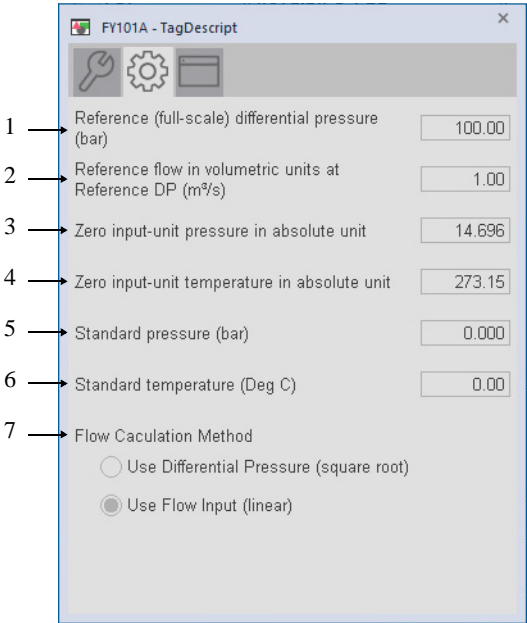 FY101A - TagDescript
1
Reference (full-scale) differential pressure
(bar)
100.00
2
Reference flow in volumetric units at
Reference DP (m³/s)
1.00
3
Zero input-unit pressure in absolute unit
14.696
4
Zero input-unit temperature in absolute unit
273.15
5
Standard pressure (bar)
0.000
6
Standard temperature (Deg C)
0.00
7
Flow Caculation Method
Use Differential Pressure (square root)
Use Flow Input (linear)